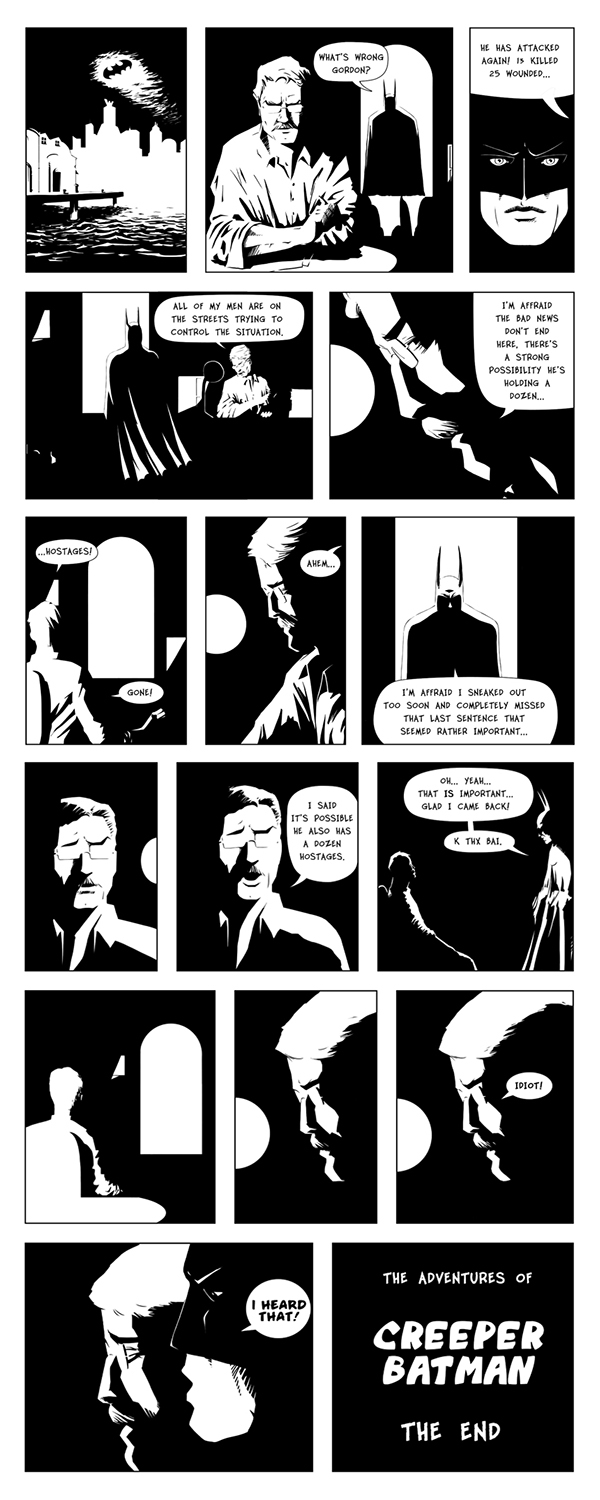 WHAT'S WRONG
GORDON?
HE HAS ATTACKED
AGAIN! 13 KILLED
25 WOUNDED...
ALL OF MY MEN ARE ON
THE STREETS TRYING TO
CONTROL THE SITUATION.
I'M AFFRAID
THE BAD NEWS
DON'T END
HERE, THERE'S
A STRONG
POSSIBILITY HE'S
HOLDING A
DOZEN...
...HOSTAGES!
GONE!
AHEM...
I'M AFFRAID I SNEAKED OUT
TOO SOON AND COMPLETELY MISSED
THAT LAST SENTENCE THAT
SEEMED RATHER IMPORTANT...
I SAID
IT'S POSSIBLE
HE ALSO HAS
A DOZEN
HOSTAGES.
OH... YEAH...
THAT IS IMPORTANT...
GLAD I CAME BACK!
K THX BAI.
IDIOT!
I HEARD
THAT!
THE ADVENTURES OF
CREEPER
BATMAN
THE END